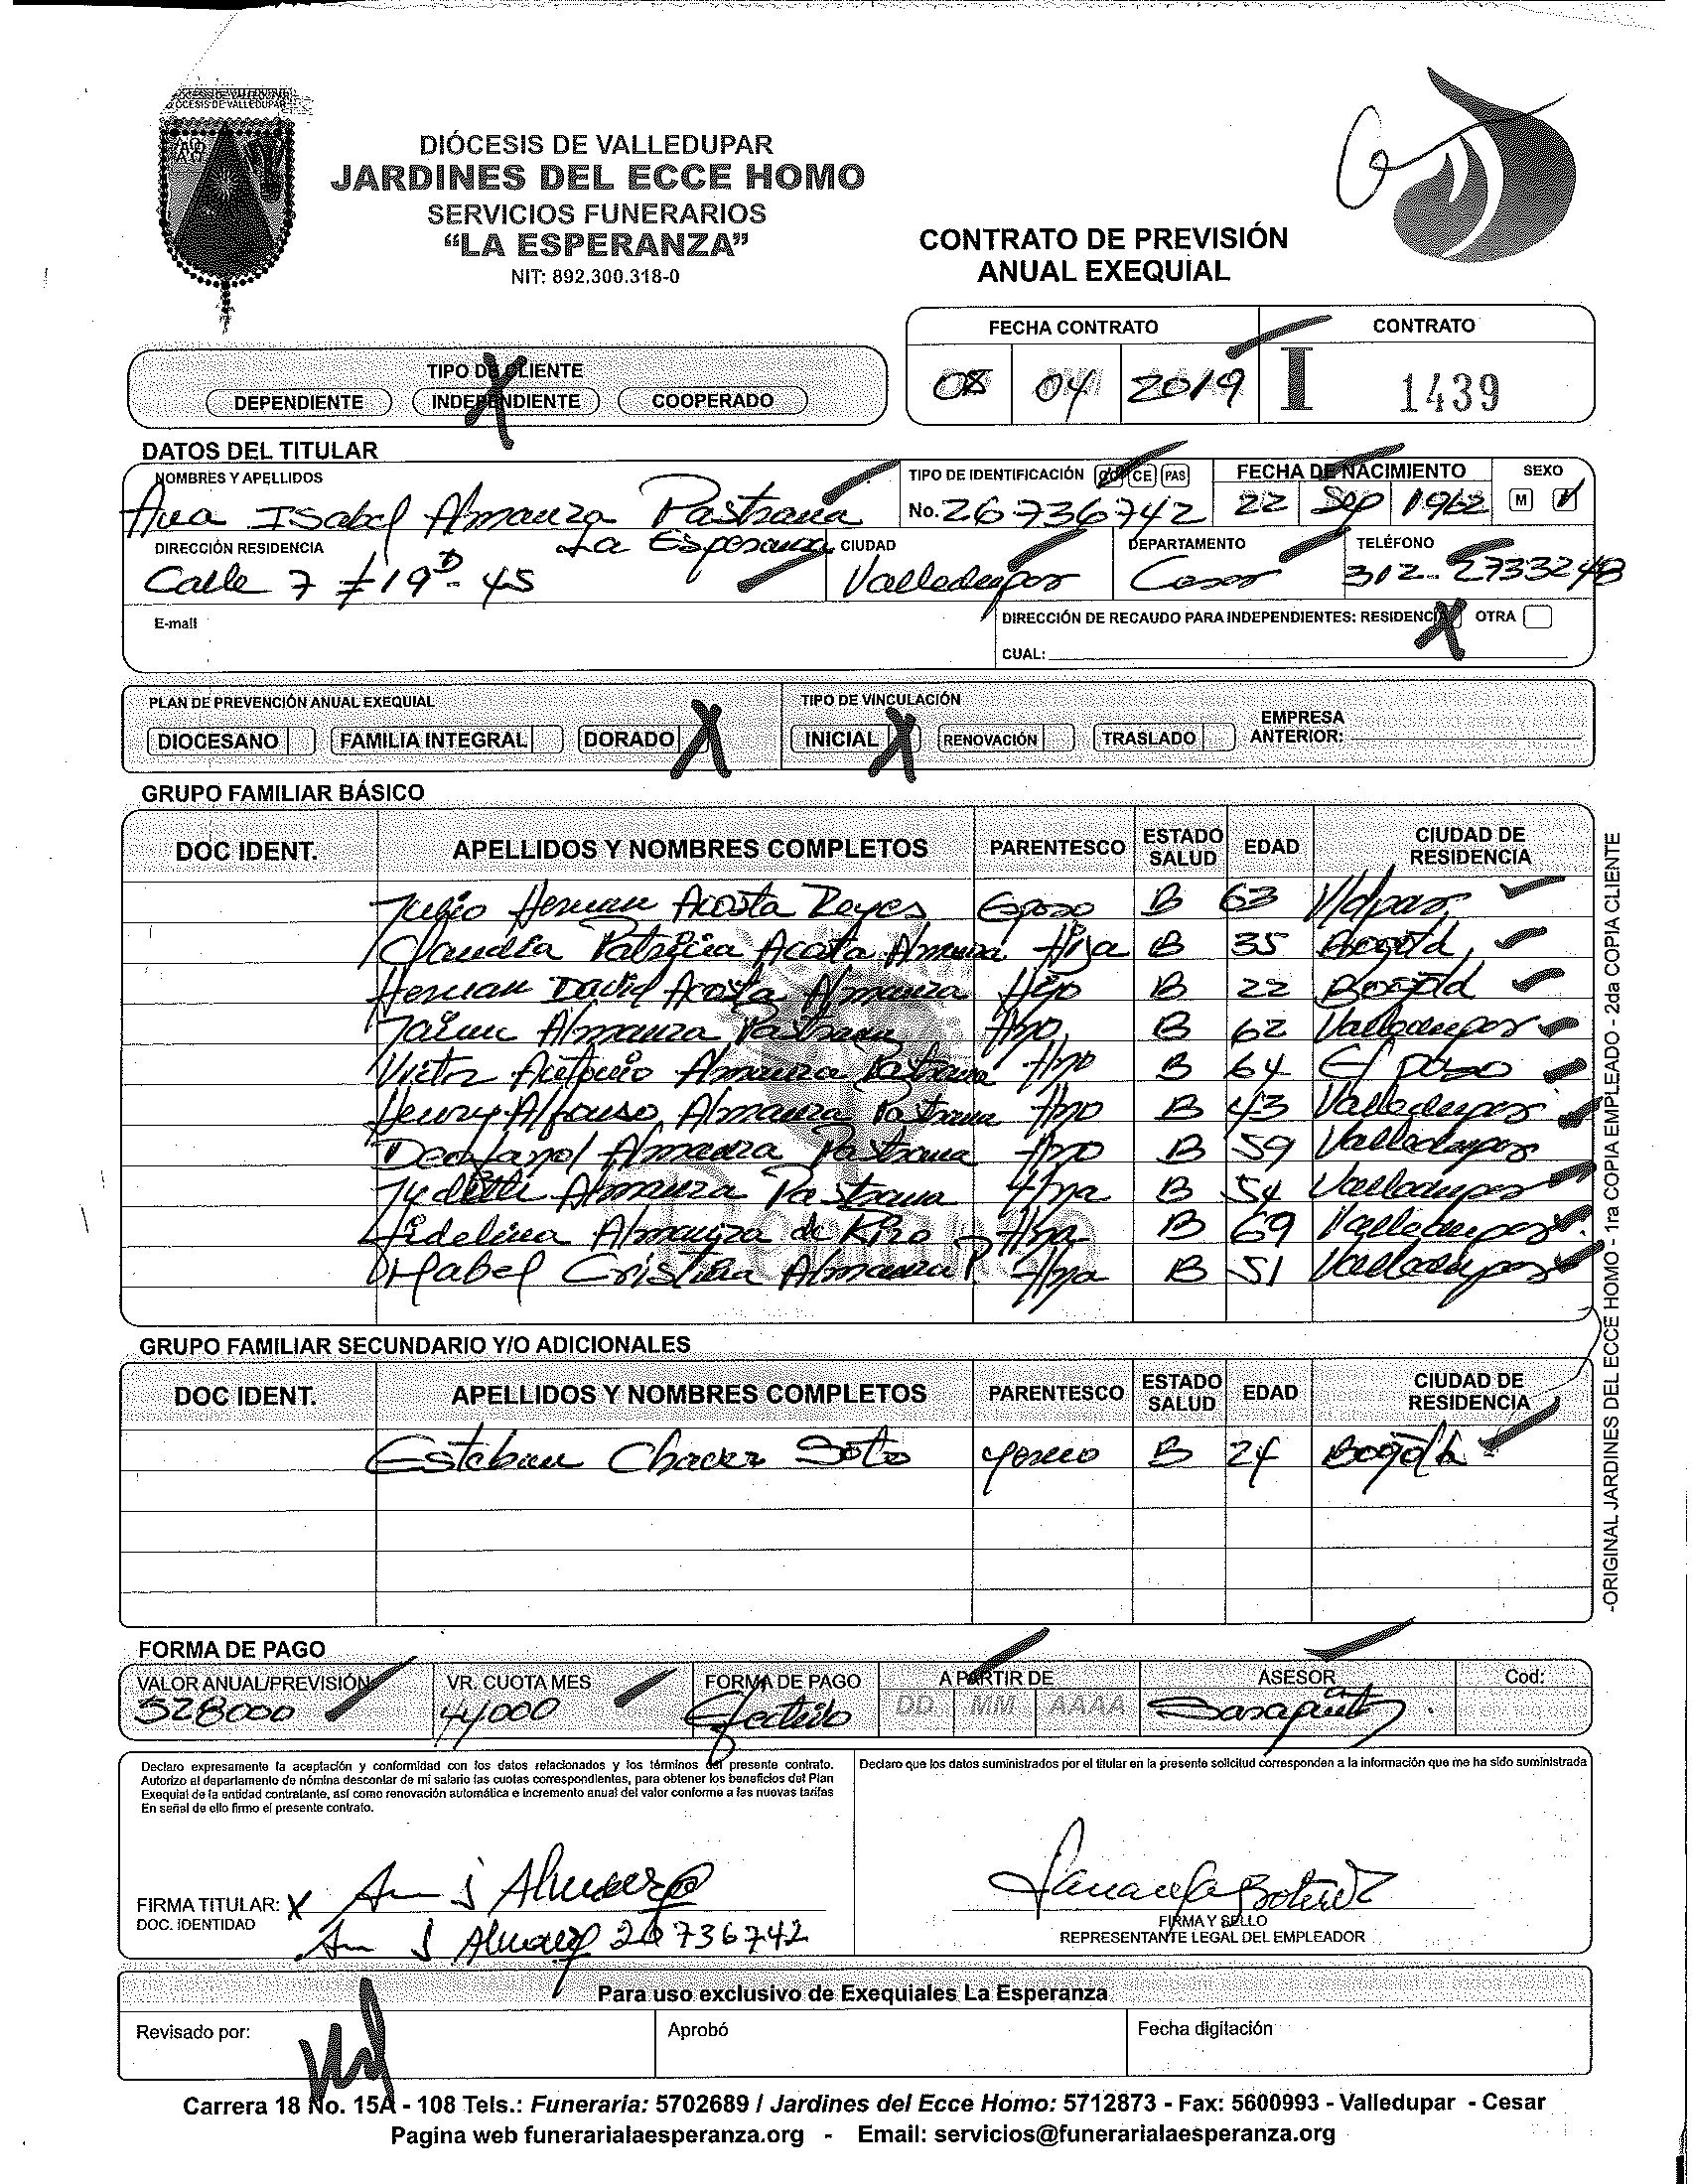 DIÓCESIS DE VALLEDUPAR
DIÓCESIS DE VALLEDUPAR
JARDINES DEL ECCE HOMO
SERVICIOS FUNERARIOS
“LA ESPERANZA”
NIT: 892.300.318-0
CONTRATO DE PREVISIÓN
ANUAL EXEQUIAL
FECHA CONTRATO CONTRATO
08 04 2019 I 1439
TIPO DE CLIENTE
DEPENDIENTE INDEPENDIENTE X COOPERADO
DATOS DEL TITULAR
NOMBRES Y APELLIDOS TIPO DE IDENTIFICACIÓN CC CE PAS FECHA DE NACIMIENTO SEXO
Ana Isabel Almanza Pastrana No. 26736742 22 Sep 1962 M F
DIRECCIÓN RESIDENCIA La Esperanza CIUDAD DEPARTAMENTO TELÉFONO
Calle 7 # 19D - 45 Valledupar Cesar 312-2733248
E-mail DIRECCIÓN DE RECAUDO PARA INDEPENDIENTES: RESIDENCIA X OTRA
CUAL:
PLAN DE PREVENCIÓN ANUAL EXEQUIAL TIPO DE VINCULACIÓN
DIOCESANO FAMILIA INTEGRAL DORADO X INICIAL X RENOVACIÓN TRASLADO EMPRESA ANTERIOR:
GRUPO FAMILIAR BÁSICO
DOC IDENT. APELLIDOS Y NOMBRES COMPLETOS PARENTESCO ESTADO SALUD EDAD CIUDAD DE RESIDENCIA
Julio Hernan Acosta Reyes Esposo B 63 V/dpar
Claudia Patricia Acosta Almanza Hija B 35 Bogotá
Hernan David Acosta Almanza Hijo B 22 Bogotá
Jaime Almanza Pastrana Hno B 62 Valledupar
Victor Antonio Almanza Pastrana Hno B 64 El paso
Henry Alfonso Almanza Pastrana Hno B 43 Valledupar
Almanza Pastrana Hno B 59 Valledupar
Almanza Pastrana Hna B 54 Valledupar
Fidelina Almanza de Hna B 69 Valledupar
Mabel Cristina Almanza P. Hna B 51 Valledupar
GRUPO FAMILIAR SECUNDARIO Y/O ADICIONALES
DOC IDENT. APELLIDOS Y NOMBRES COMPLETOS PARENTESCO ESTADO SALUD EDAD CIUDAD DE RESIDENCIA
Esteban Chavez Soto yerno B 24 Bogotá
FORMA DE PAGO
VALOR ANUAL/PREVISIÓN VR. CUOTA MES FORMA DE PAGO A PARTIR DE ASESOR Cod:
528000 44000 Efectivo DD MM AAAA
Declaro expresamente la aceptación y conformidad con los datos relacionados y los términos del presente contrato.
Autorizo al departamento de nómina descontar de mi salario las cuotas correspondientes, para obtener los beneficios del Plan
Exequial de la entidad contratante, así como renovación automática e incremento anual del valor conforme a las nuevas tarifas
En señal de ello firmo el presente contrato.
Declaro que los datos suministrados por el titular en la presente solicitud corresponden a la información que me ha sido suministrada
FIRMA TITULAR: X An I Almanza
DOC. IDENTIDAD
An I Almanza 26736742
FIRMA Y SELLO
REPRESENTANTE LEGAL DEL EMPLEADOR
Para uso exclusivo de Exequiales La Esperanza
Revisado por: Aprobó Fecha digitación
Carrera 18 No. 15A - 108 Tels.: Funeraria: 5702689 / Jardines del Ecce Homo: 5712873 - Fax: 5600993 - Valledupar - Cesar
Pagina web funerarialaesperanza.org - Email: servicios@funerarialaesperanza.org
-ORIGINAL JARDINES DEL ECCE HOMO - 1ra COPIA EMPLEADO - 2da COPIA CLIENTE